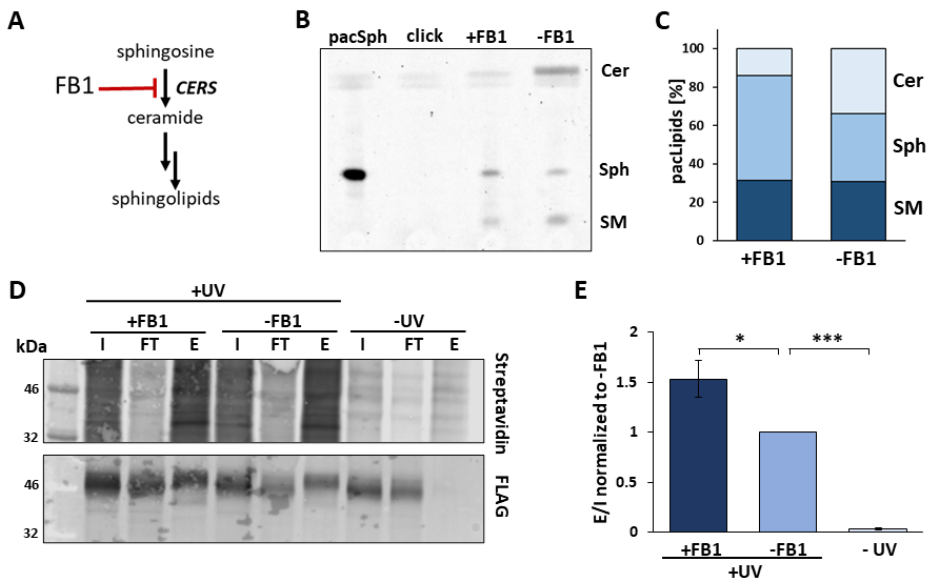 A
sphingosine
FB1
CERS
ceramide
sphingolipids
B
pacSph click +FB1 -FB1
Cer
Sph
SM
C
pacLipids [%]
100
80
60
40
20
0
Cer
Sph
SM
+FB1 -FB1
D
+UV
+FB1 -FB1 -UV
kDa I FT E I FT E I FT E
46
32
Streptavidin
46
32
FLAG
E
E/I normalized to -FB1
2
1.5
1
0.5
0
* ***
+FB1 -FB1 - UV
+UV